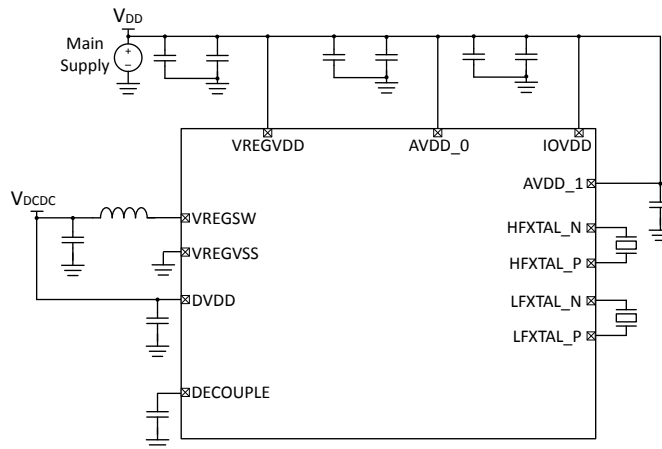 VDD
Main
Supply
+
−
VREGVDD
AVDD_0
IOVDD
AVDD_1
VDCDC
VREGSW
HFXTAL_N
VREGVSS
HFXTAL_P
DVDD
LFXTAL_N
LFXTAL_P
DECOUPLE